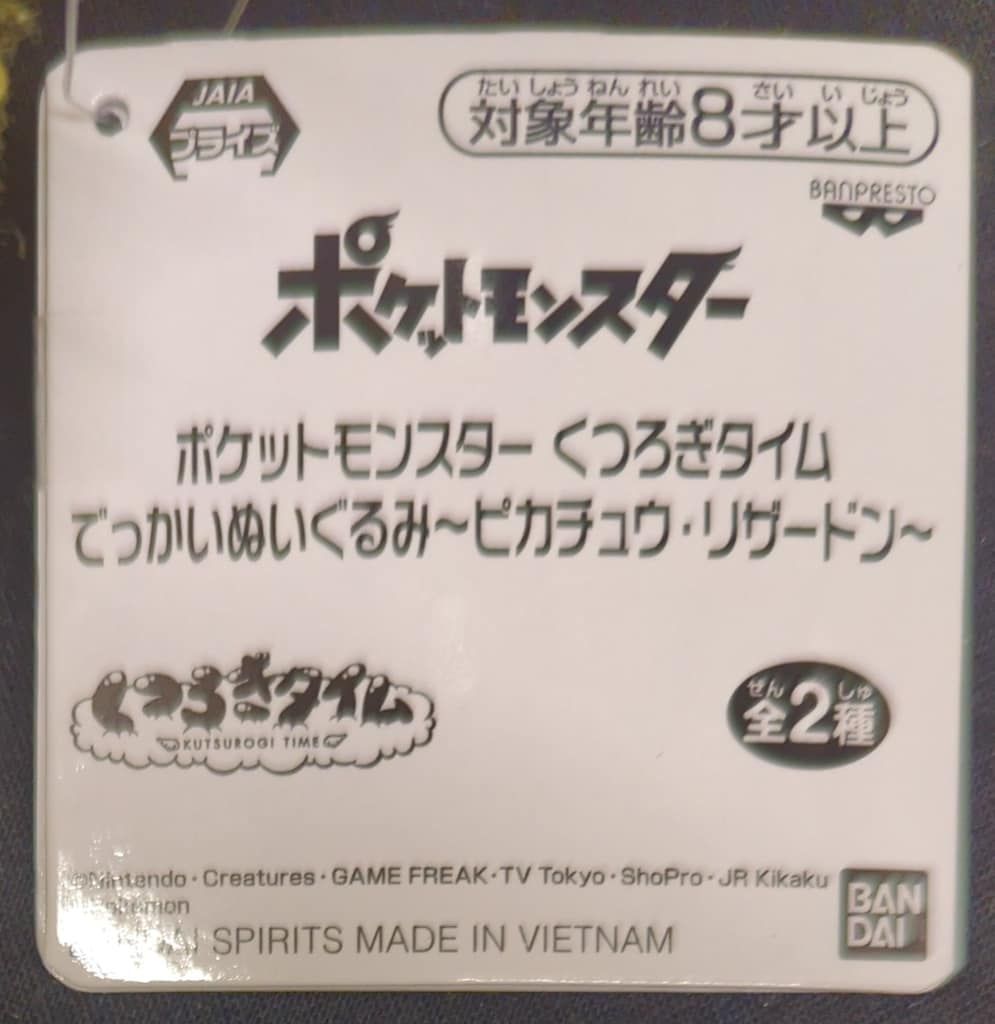 JAIA
プライズ
たいしょうねんれい さいいじょう
対象年齢8才以上
BANPRESTO
ポケットモンスター
ポケットモンスター くつろぎタイム
でっかいぬいぐるみ～ピカチュウ・リザードン～
くつろぎタイム
KUTSUROGI TIME
ぜん しゅ
全2種
©Nintendo・Creatures・GAME FREAK・TV Tokyo・ShoPro・JR Kikaku
SPIRITS MADE IN VIETNAM
BAN
DAI